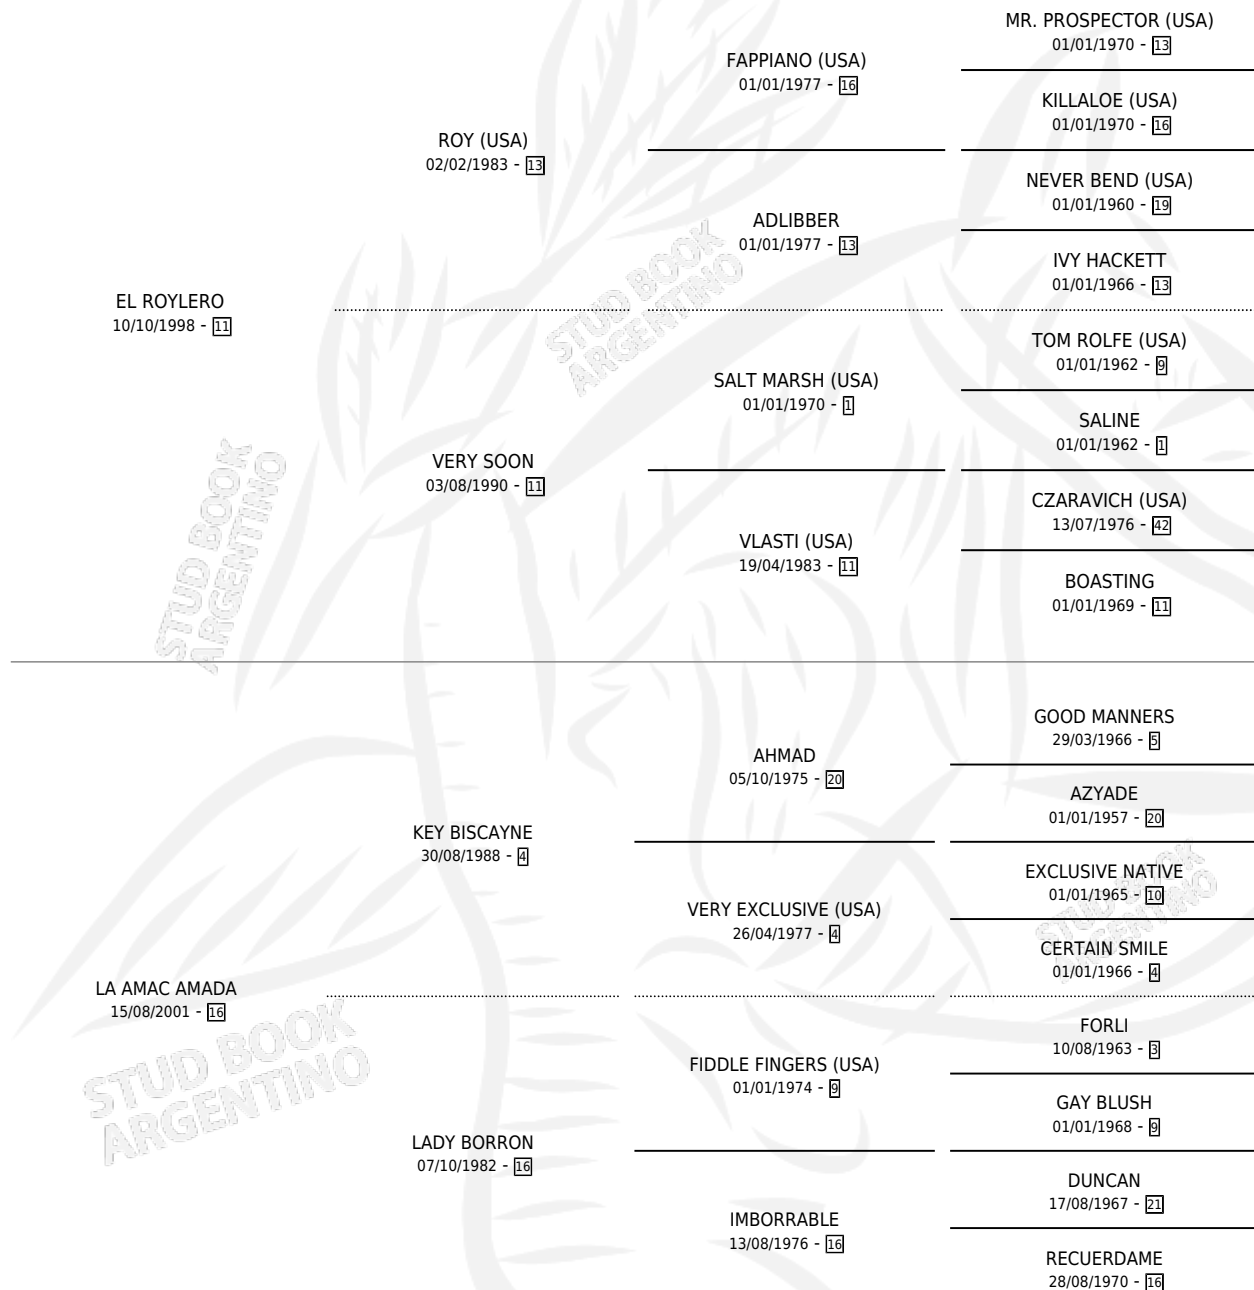 MR. PROSPECTOR (USA)
01/01/1970 - 13
FAPPIANO (USA)
01/01/1977 - 16
KILLALOE (USA)
01/01/1970 - 16
ROY (USA)
02/02/1983 - 13
NEVER BEND (USA)
01/01/1960 - 19
ADLIBBER
01/01/1977 - 13
IVY HACKETT
01/01/1966 - 13
EL ROYLERO
10/10/1998 - 11
TOM ROLFE (USA)
01/01/1962 - 9
SALT MARSH (USA)
01/01/1970 - 1
SALINE
01/01/1962 - 1
VERY SOON
03/08/1990 - 11
CZARAVICH (USA)
13/07/1976 - 42
VLASTI (USA)
19/04/1983 - 11
BOASTING
01/01/1969 - 11
GOOD MANNERS
29/03/1966 - 5
AHMAD
05/10/1975 - 20
AZYADE
01/01/1957 - 20
KEY BISCAYNE
30/08/1988 - 4
EXCLUSIVE NATIVE
01/01/1965 - 10
VERY EXCLUSIVE (USA)
26/04/1977 - 4
CERTAIN SMILE
01/01/1966 - 4
LA AMAC AMADA
15/08/2001 - 16
FORLI
10/08/1963 - 3
FIDDLE FINGERS (USA)
01/01/1974 - 9
GAY BLUSH
01/01/1968 - 9
LADY BORRON
07/10/1982 - 16
DUNCAN
17/08/1967 - 21
IMBORRABLE
13/08/1976 - 16
RECUERDAME
28/08/1970 - 16
STUD BOOK
ARGENTINO
STUD BOOK
ARGENTINO
STUD BOOK
ARGENTINO
STUD BOOK
ARGENTINO